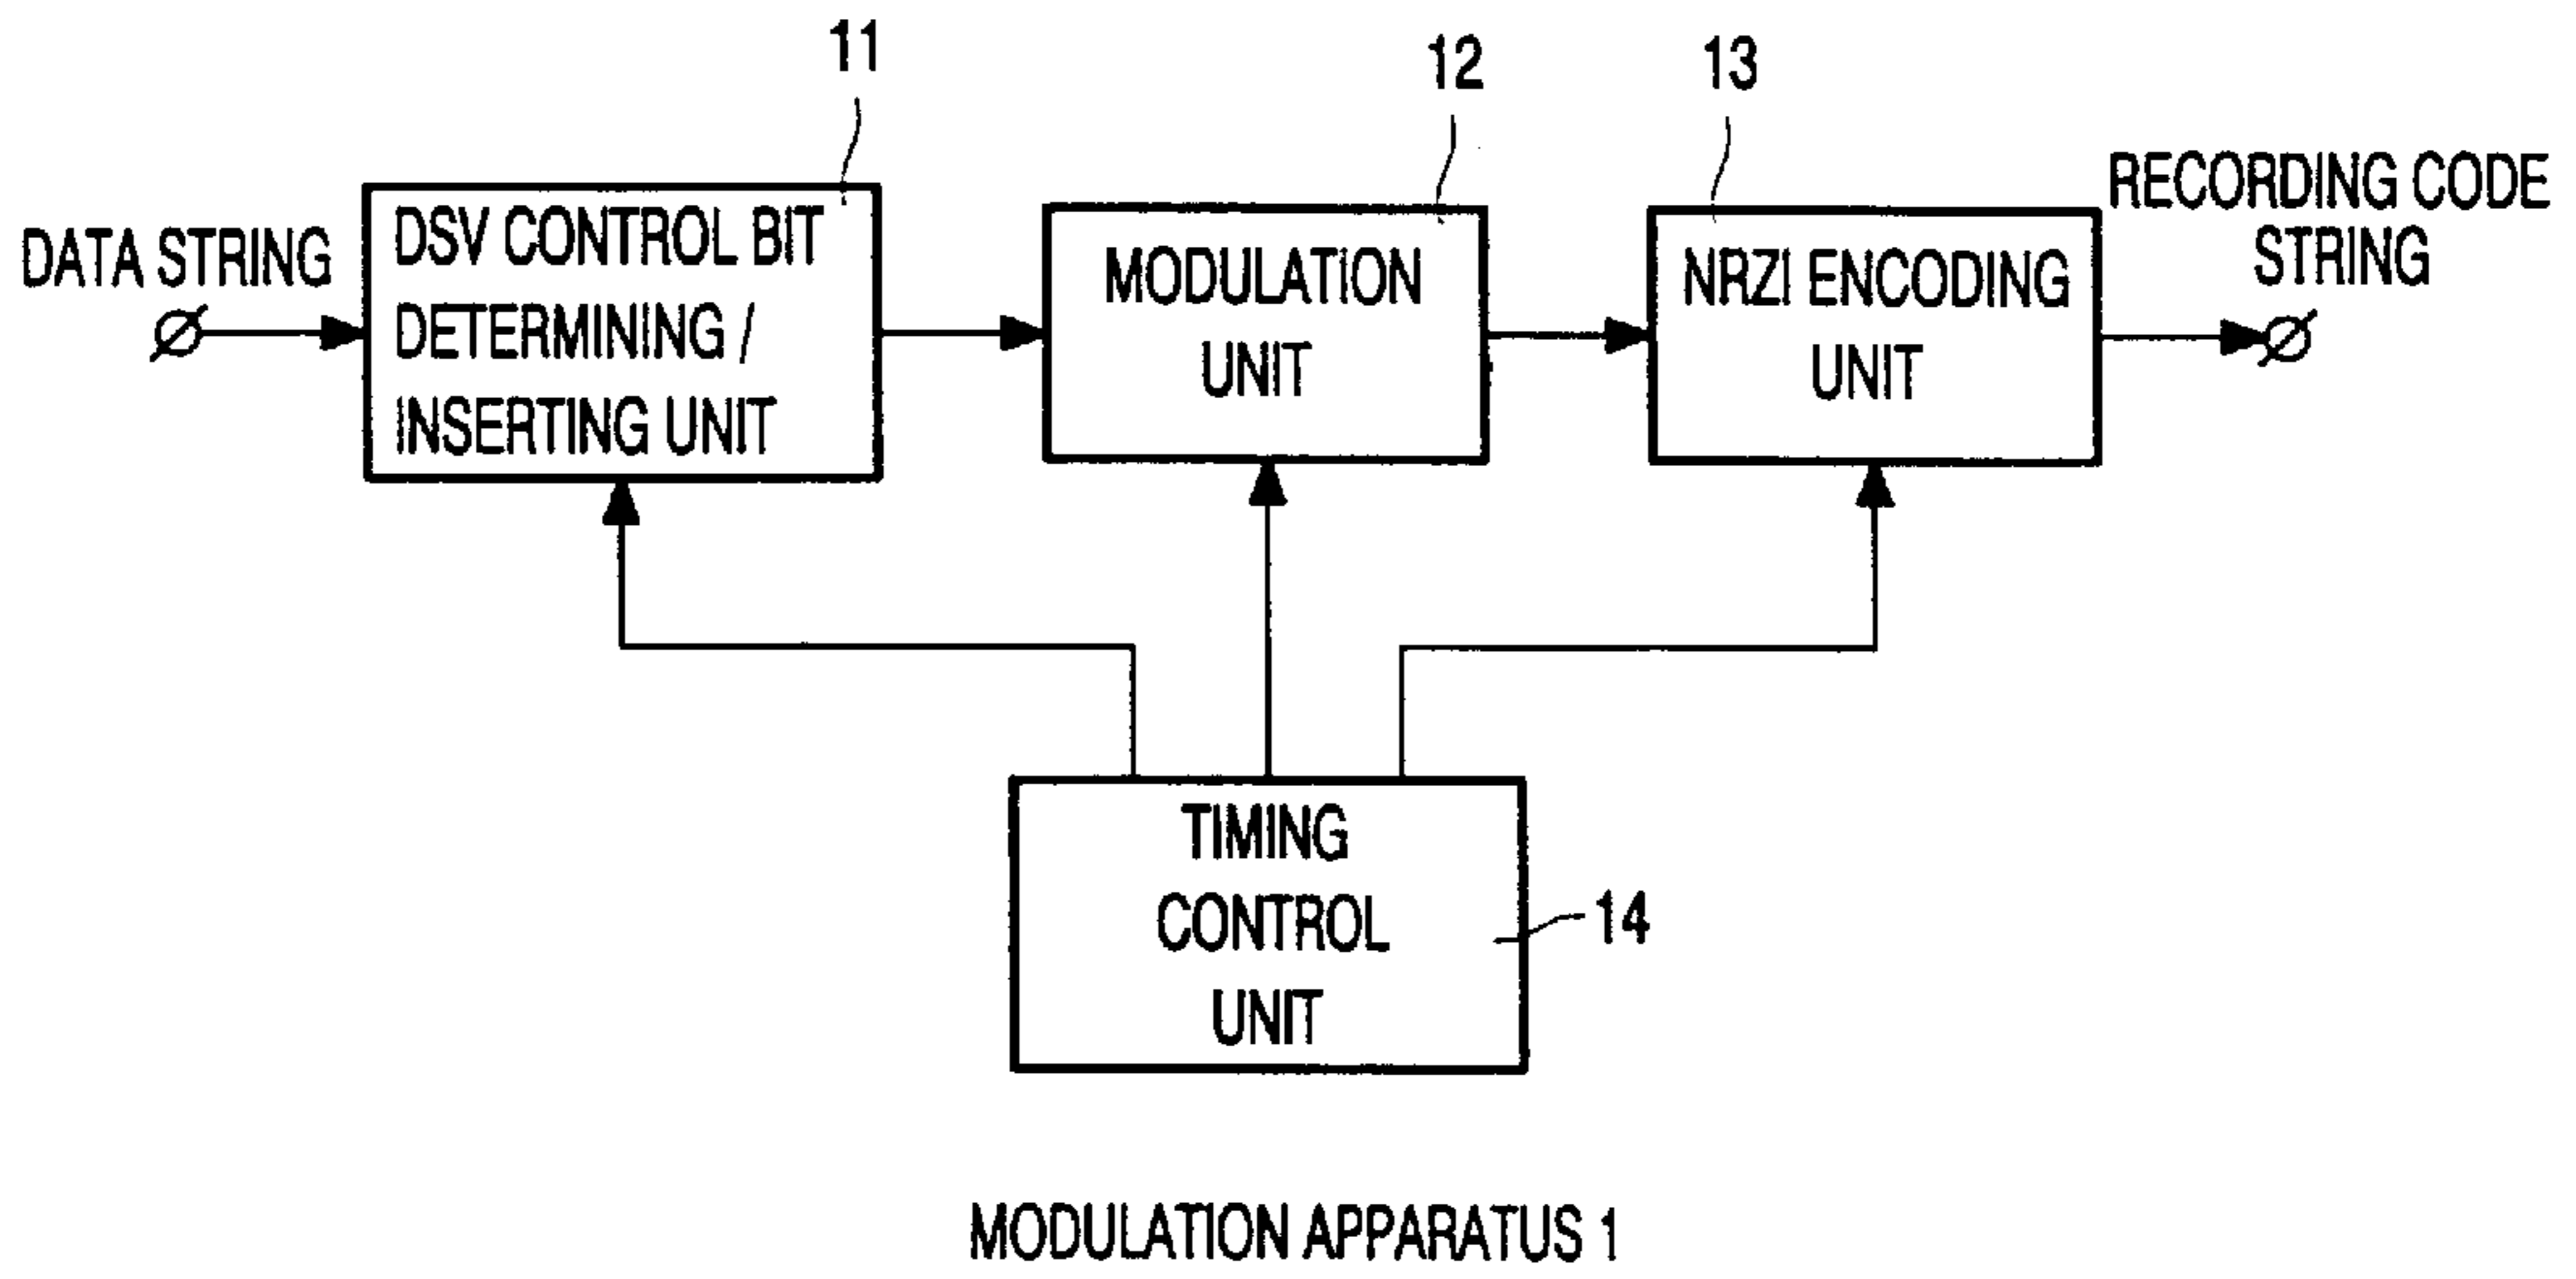 11
12
13
DATA STRING
DSV CONTROL BIT
DETERMINING /
INSERTING UNIT
MODULATION
UNIT
NRZI ENCODING
UNIT
RECORDING CODE
STRING
TIMING
CONTROL
UNIT
14
MODULATION APPARATUS 1